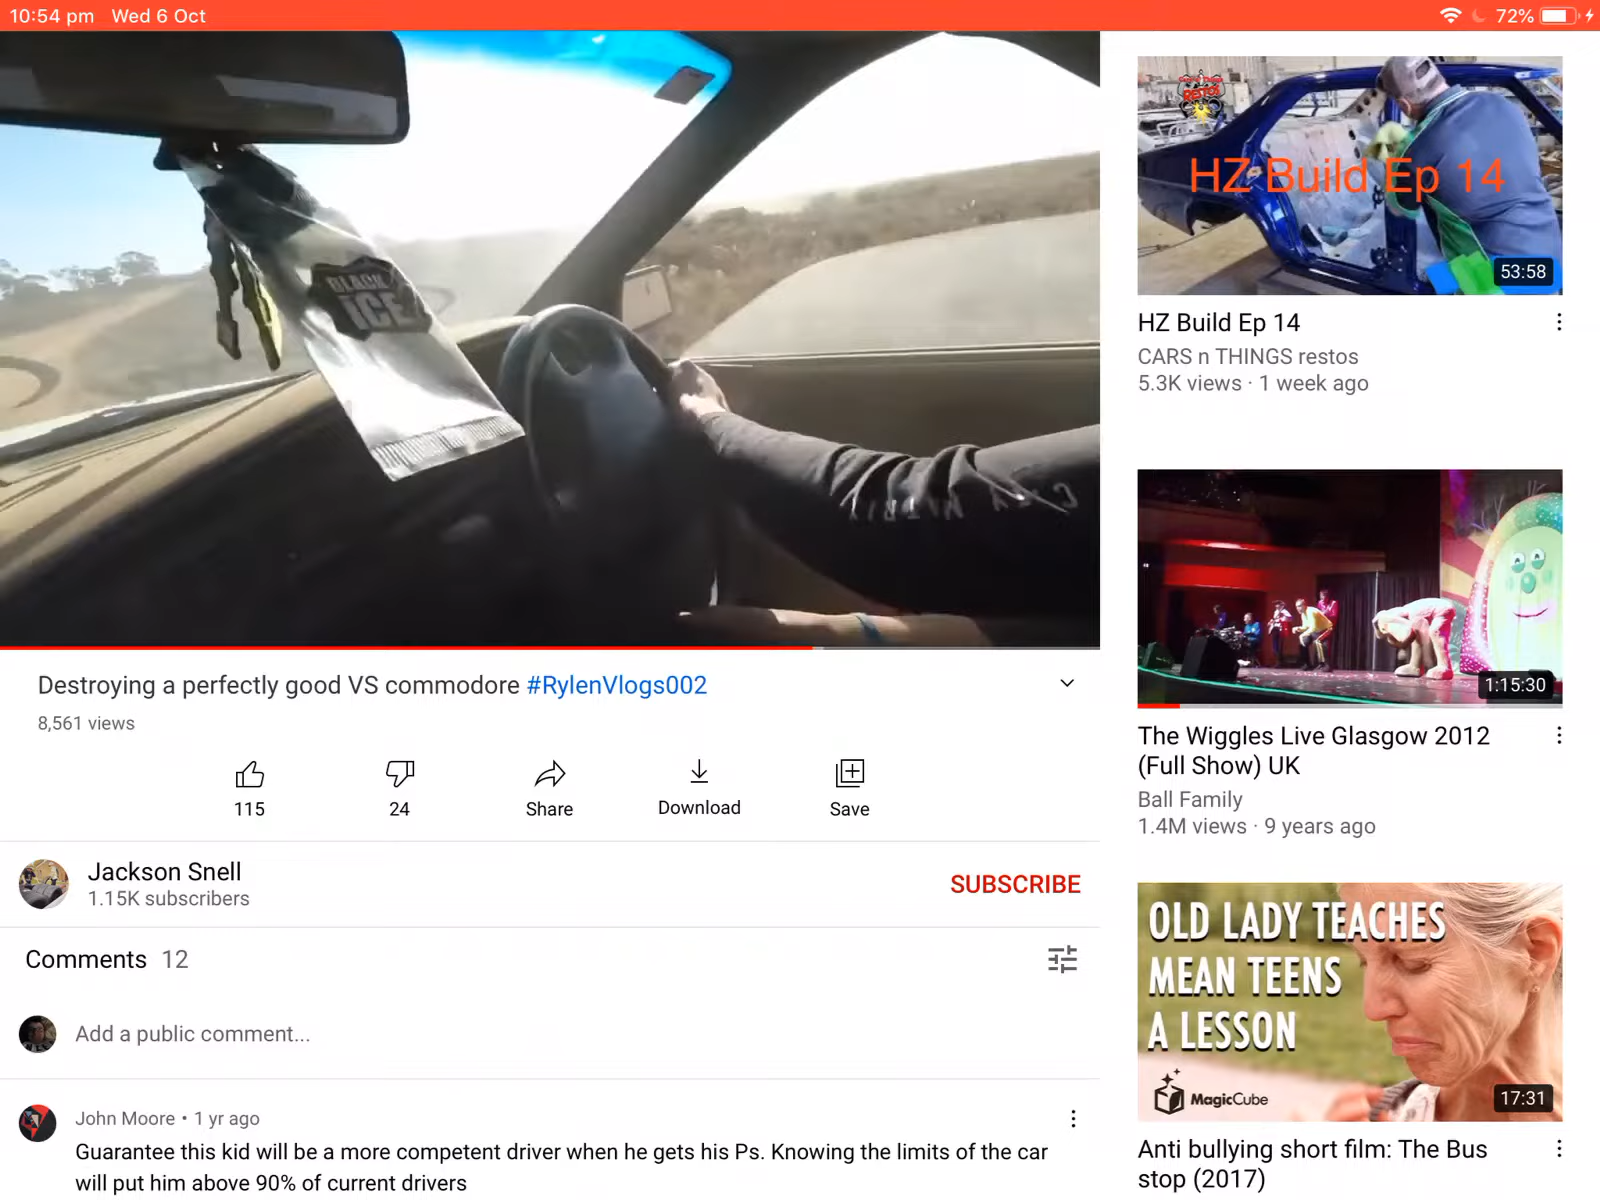 10:54 pm Wed 6 Oct
72%
BLACK
ICE
Destroying a perfectly good VS commodore #RylenVlogs002
8,561 views
115
24
Share
Download
Save
Jackson Snell
1.15K subscribers
SUBSCRIBE
Comments 12
Add a public comment...
John Moore • 1 yr ago
Guarantee this kid will be a more competent driver when he gets his Ps. Knowing the limits of the car
will put him above 90% of current drivers
RESTOS
HZ Build Ep 14
53:58
HZ Build Ep 14
CARS n THINGS restos
5.3K views · 1 week ago
1:15:30
The Wiggles Live Glasgow 2012
(Full Show) UK
Ball Family
1.4M views · 9 years ago
OLD LADY TEACHES
MEAN TEENS
A LESSON
MagicCube
17:31
Anti bullying short film: The Bus
stop (2017)